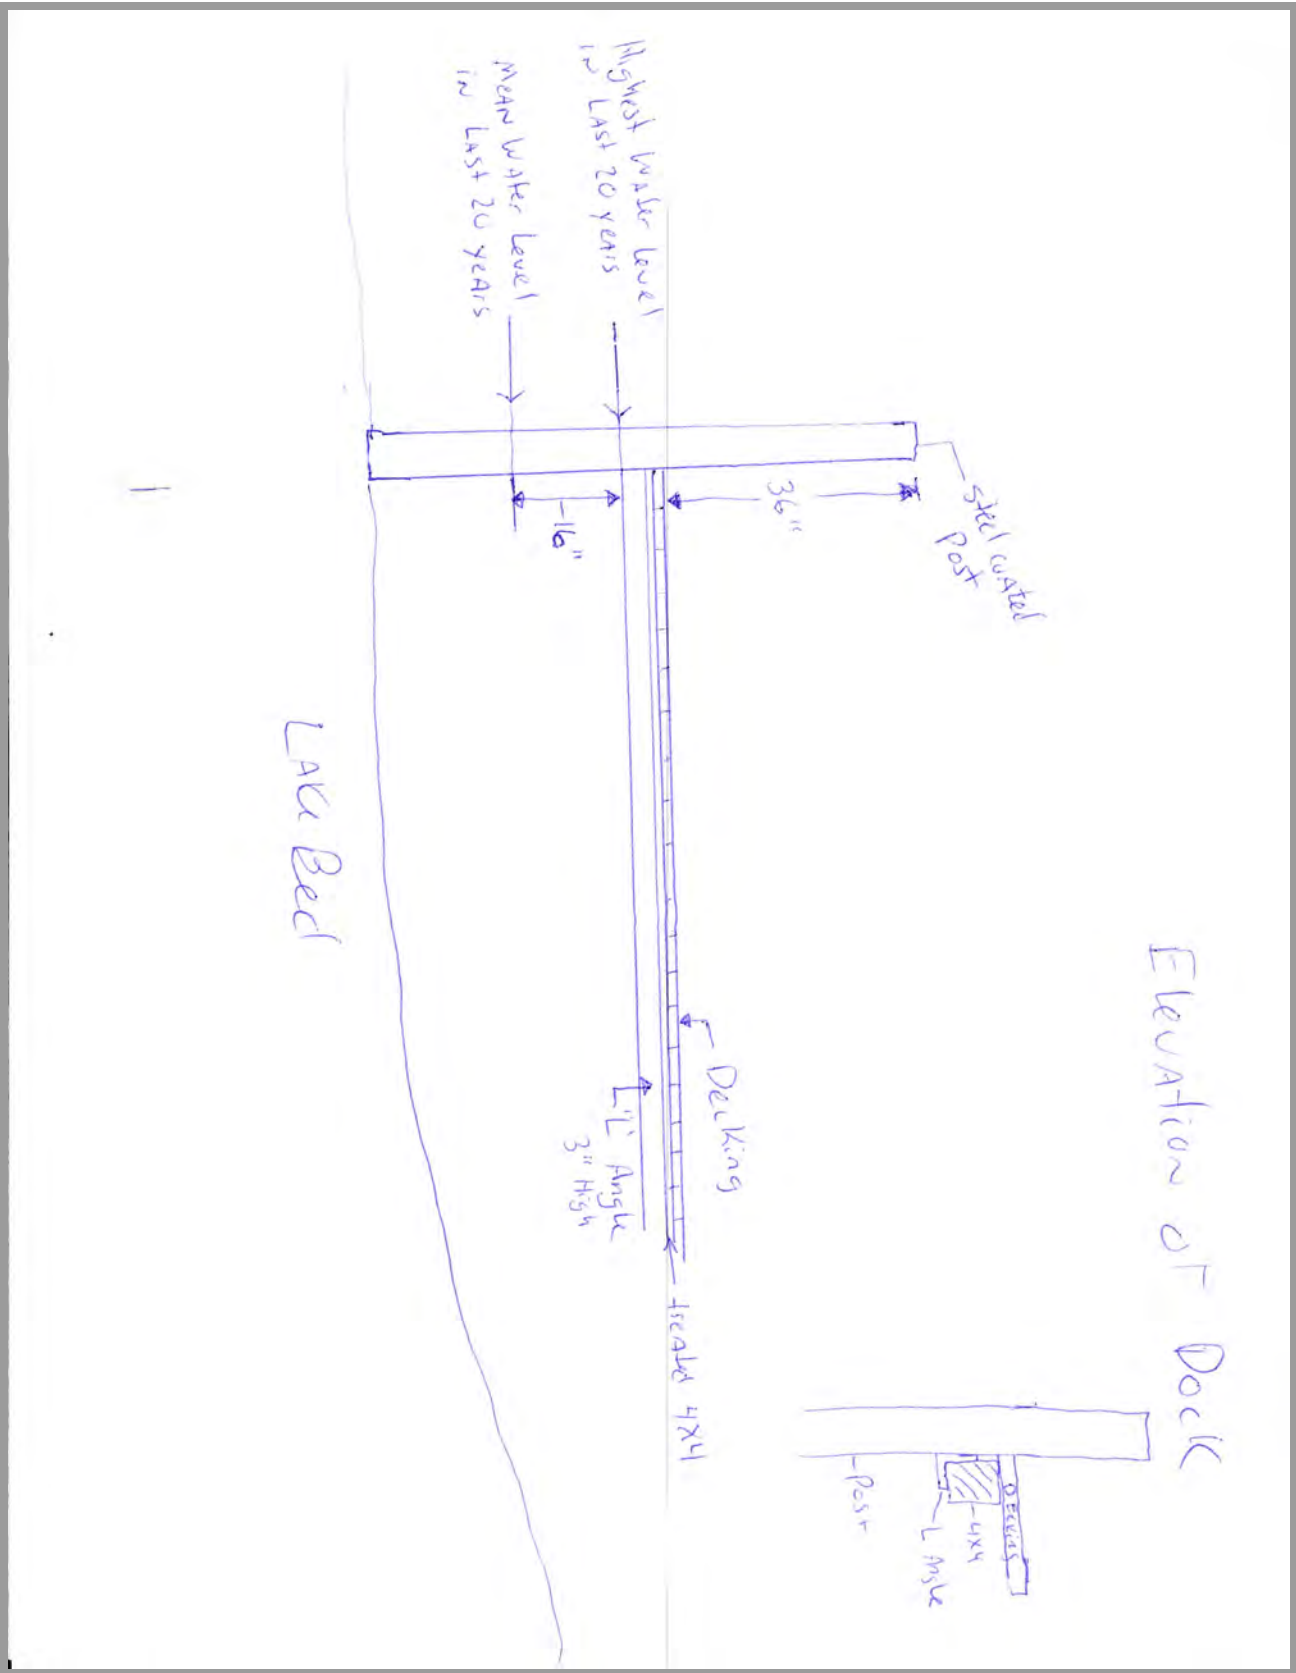 Elevation of Dock
Steel coated
Post
36"
Highest Water Level
in Last 20 years
Mean Water Level
in Last 20 years
16"
Decking
"L" Angle
3" High
treated 4x4
Lake Bed
Decking
4x4
L Angle
Post